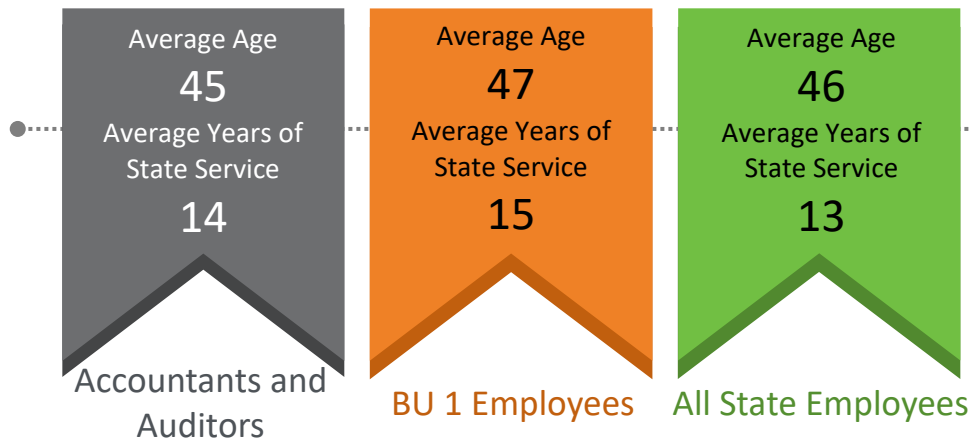 Average Age
45
Average Years of
State Service
14
Accountants and
Auditors
Average Age
47
Average Years of
State Service
15
BU 1 Employees
Average Age
46
Average Years of
State Service
13
All State Employees